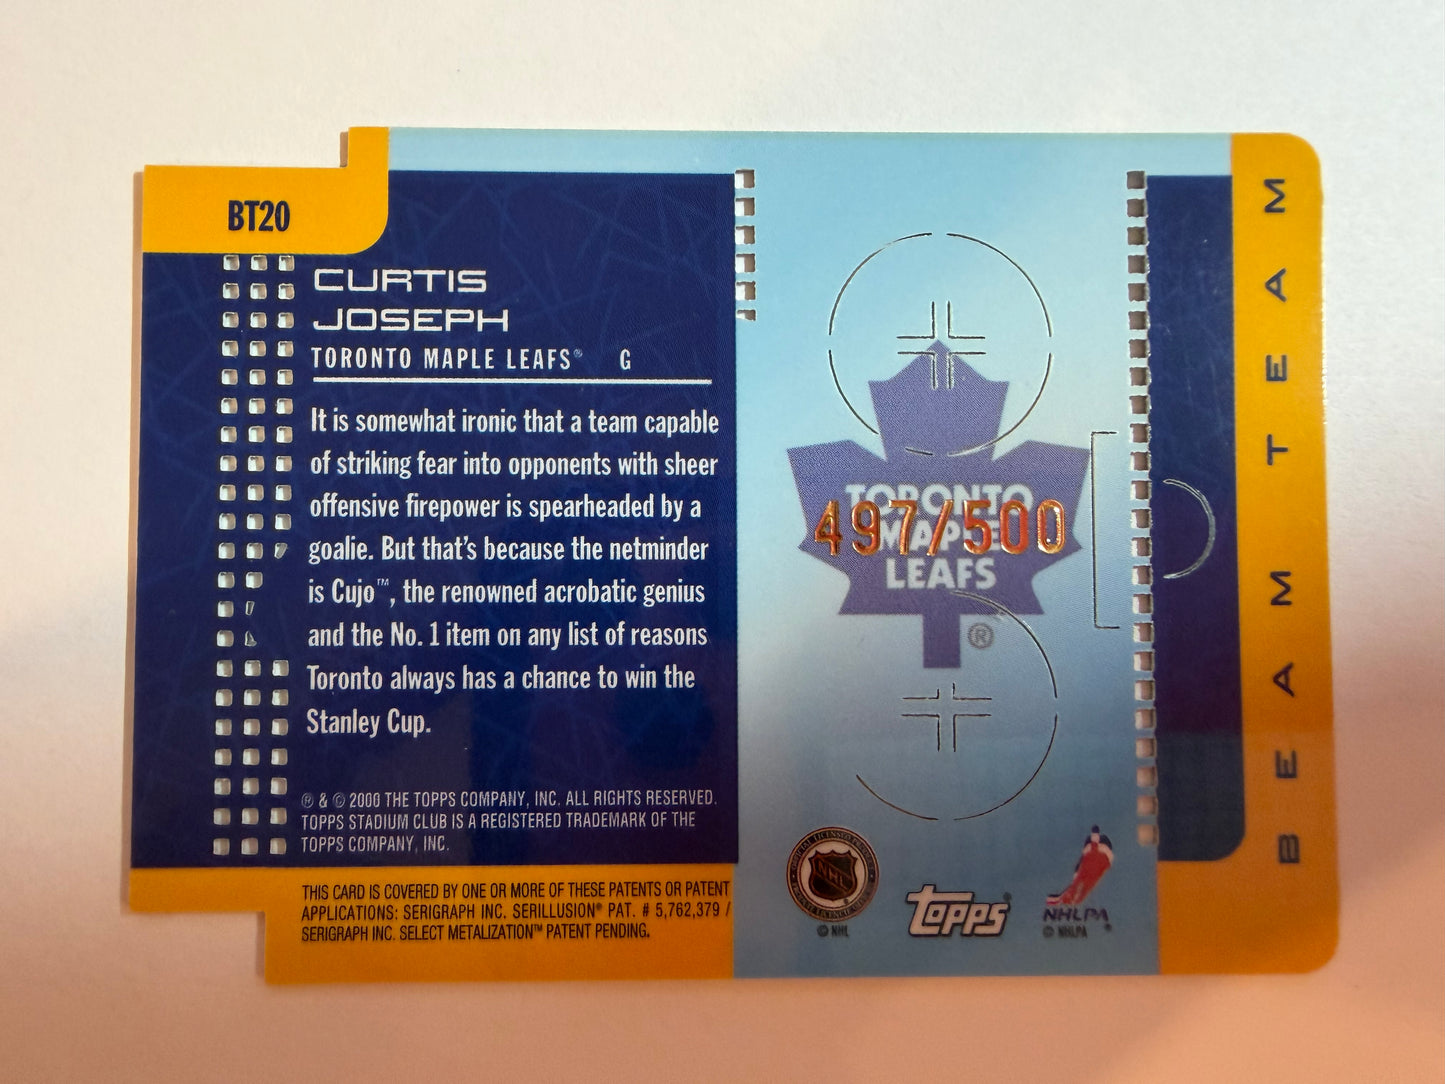 BT20
CURTIS
JOSEPH
TORONTO MAPLE LEAFS® G
It is somewhat ironic that a team capable
of striking fear into opponents with sheer
offensive firepower is spearheaded by a
goalie. But that's because the netminder
is Cujo™, the renowned acrobatic genius
and the No. 1 item on any list of reasons
Toronto always has a chance to win the
Stanley Cup.
® & © 2000 THE TOPPS COMPANY, INC. ALL RIGHTS RESERVED.
TOPPS STADIUM CLUB IS A REGISTERED TRADEMARK OF THE
TOPPS COMPANY, INC.
THIS CARD IS COVERED BY ONE OR MORE OF THESE PATENTS OR PATENT
APPLICATIONS: SERIGRAPH INC. SERILLUSION® PAT. # 5,762,379 /
SERIGRAPH INC. SELECT METALIZATION™ PATENT PENDING.
TORONTO
MAPLE
LEAFS
®
497/500
NHL
© NHL
topps®
NHLPA
® 
© NHLPA
BEAM TEAM